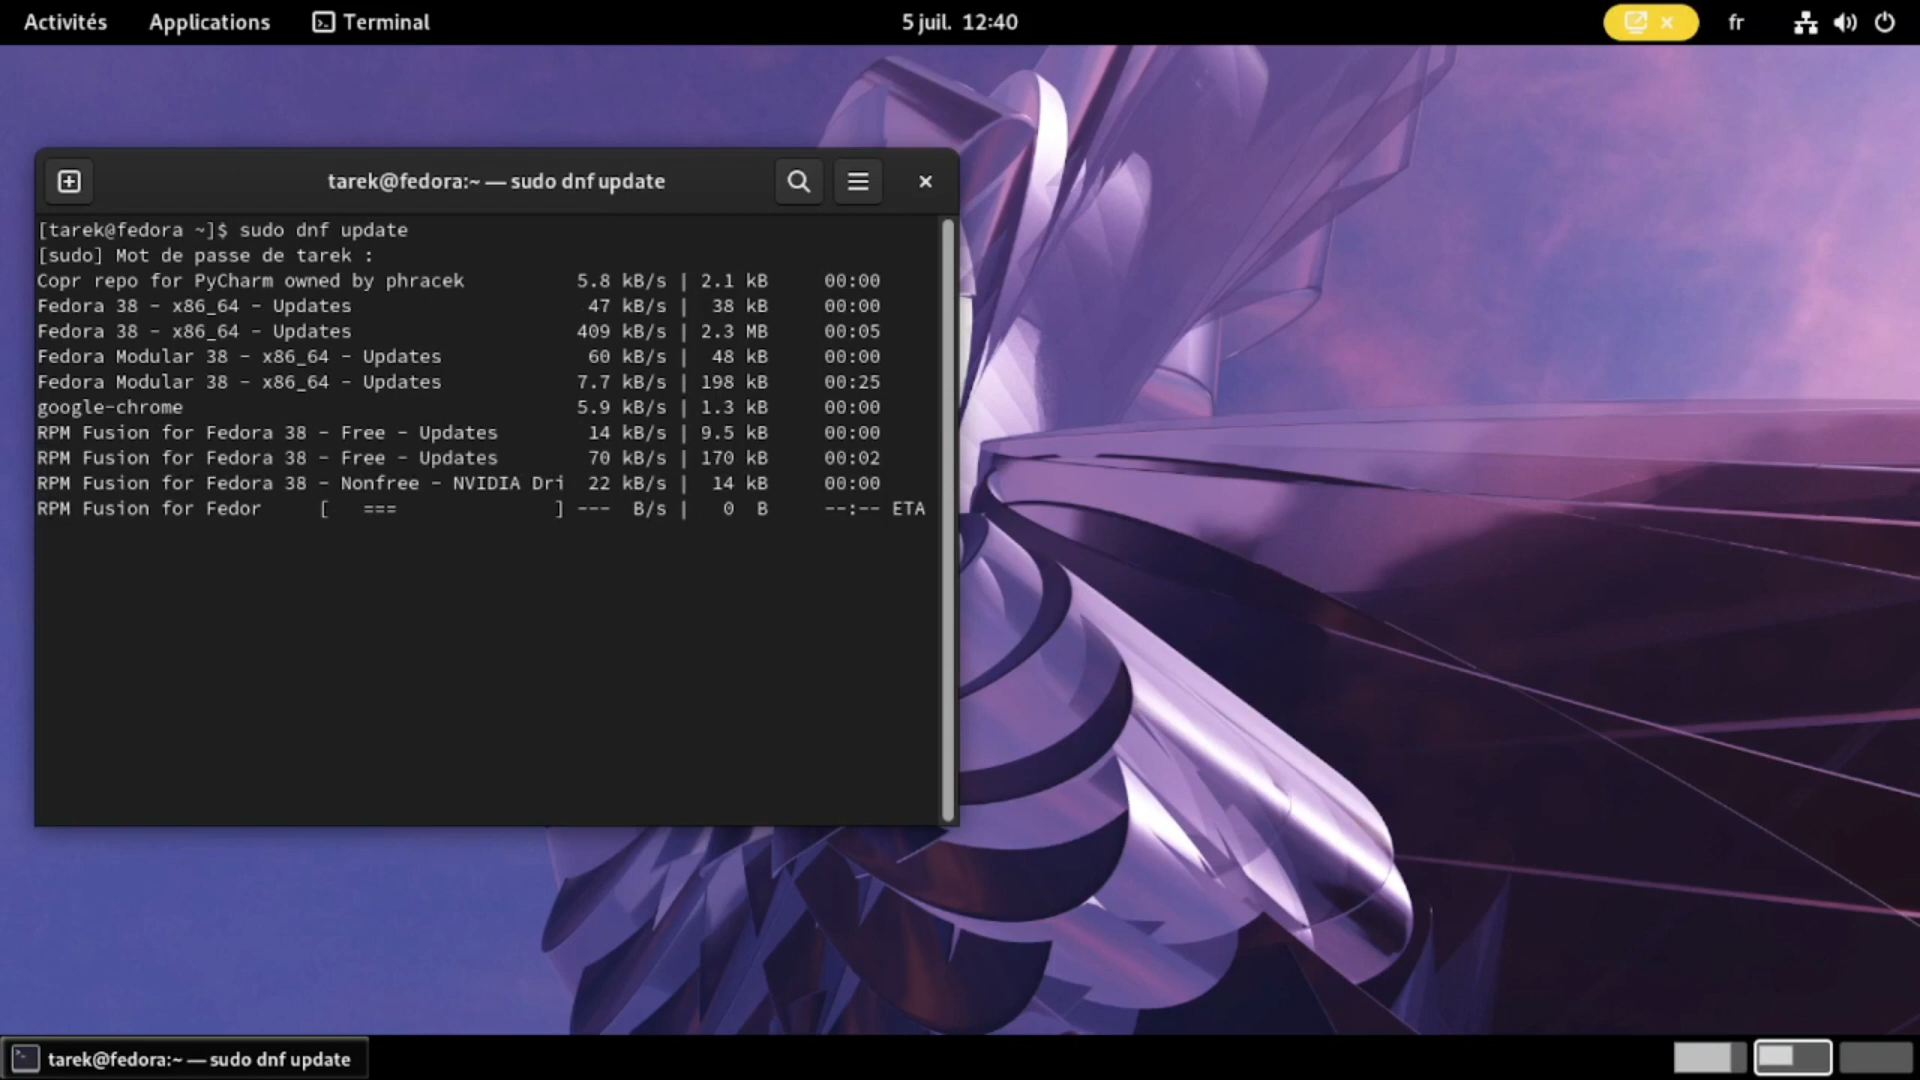 Activités Applications Terminal 5 juil. 12:40 fr
tarek@fedora:~ — sudo dnf update
[tarek@fedora ~]$ sudo dnf update
[sudo] Mot de passe de tarek :
Copr repo for PyCharm owned by phracek 5.8 kB/s | 2.1 kB 00:00
Fedora 38 - x86_64 - Updates 47 kB/s | 38 kB 00:00
Fedora 38 - x86_64 - Updates 409 kB/s | 2.3 MB 00:05
Fedora Modular 38 - x86_64 - Updates 60 kB/s | 48 kB 00:00
Fedora Modular 38 - x86_64 - Updates 7.7 kB/s | 198 kB 00:25
google-chrome 5.9 kB/s | 1.3 kB 00:00
RPM Fusion for Fedora 38 - Free - Updates 14 kB/s | 9.5 kB 00:00
RPM Fusion for Fedora 38 - Free - Updates 70 kB/s | 170 kB 00:02
RPM Fusion for Fedora 38 - Nonfree - NVIDIA Dri 22 kB/s | 14 kB 00:00
RPM Fusion for Fedor [ === ] --- B/s | 0 B --:-- ETA
tarek@fedora:~ — sudo dnf update